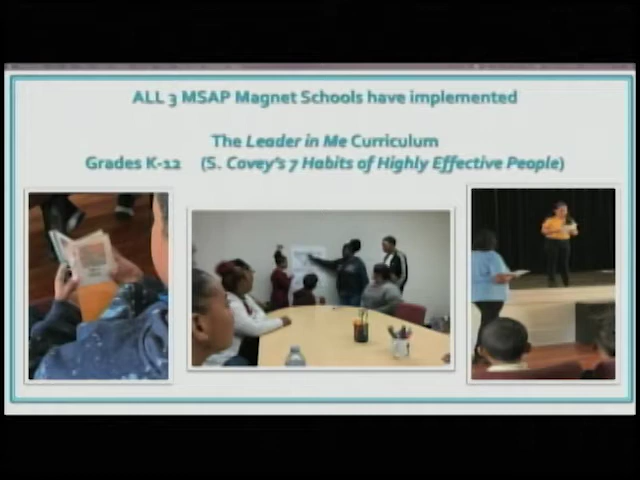 ALL 3 MSAP Magnet Schools have implemented
The Leader in Me Curriculum
Grades K-12 (S. Covey's 7 Habits of Highly Effective People)